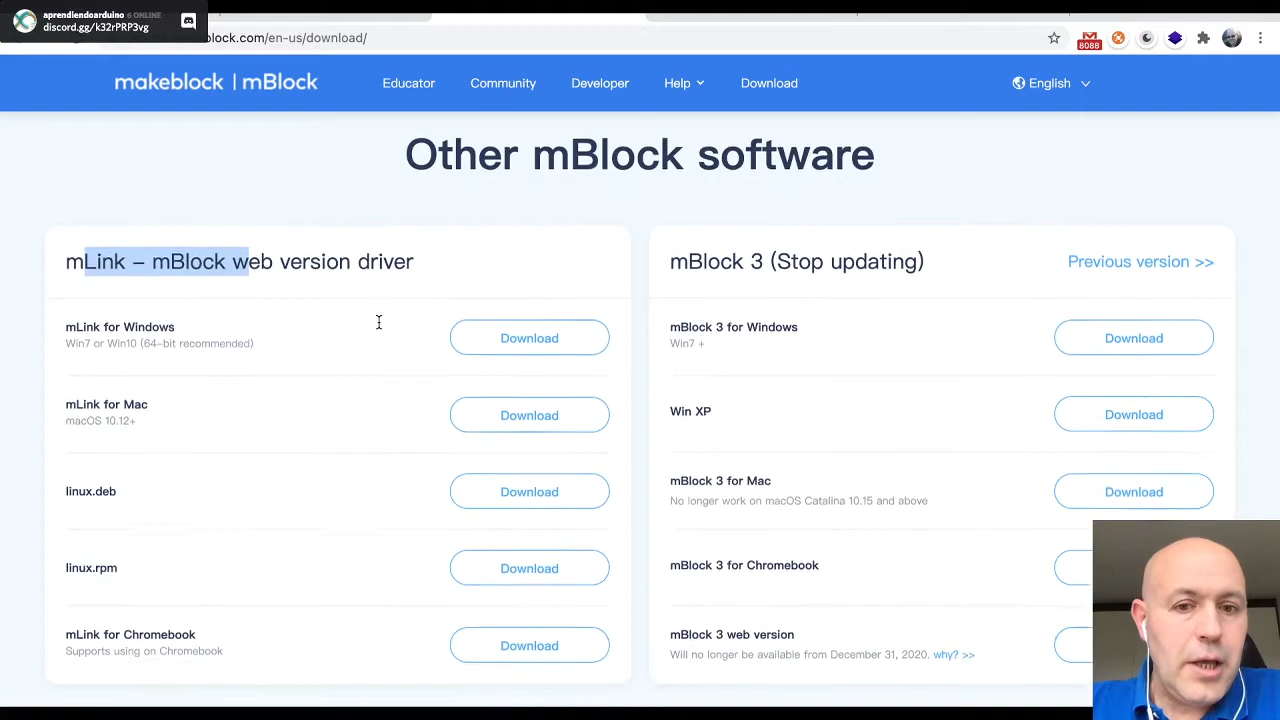 aprendiendoarduino 6 ONLINE
discord.gg/k32rPRP3vg
block.com/en-us/download/
8088
makeblock | mBlock
Educator
Community
Developer
Help
Download
English
Other mBlock software
mLink – mBlock web version driver
mLink for Windows
Win7 or Win10 (64-bit recommended)
Download
mLink for Mac
macOS 10.12+
Download
linux.deb
Download
linux.rpm
Download
mLink for Chromebook
Supports using on Chromebook
Download
mBlock 3 (Stop updating)
Previous version >>
mBlock 3 for Windows
Win7 +
Download
Win XP
Download
mBlock 3 for Mac
No longer work on macOS Catalina 10.15 and above
Download
mBlock 3 for Chromebook
mBlock 3 web version
Will no longer be available from December 31, 2020. why? >>